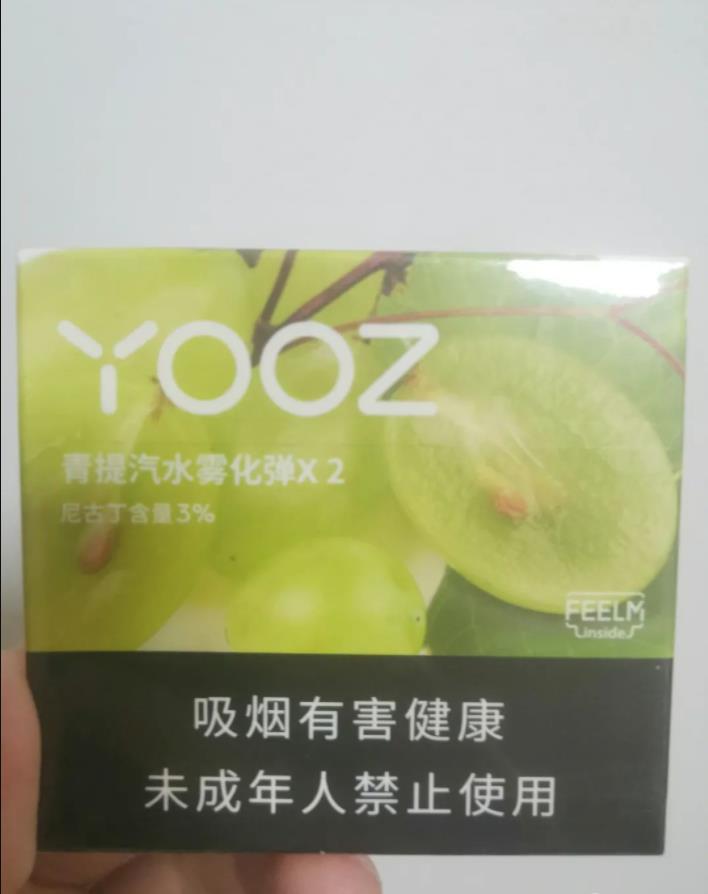 YOOZ
青提汽水雾化弹X 2
尼古丁含量3%
FEELM
inside
吸烟有害健康
未成年人禁止使用